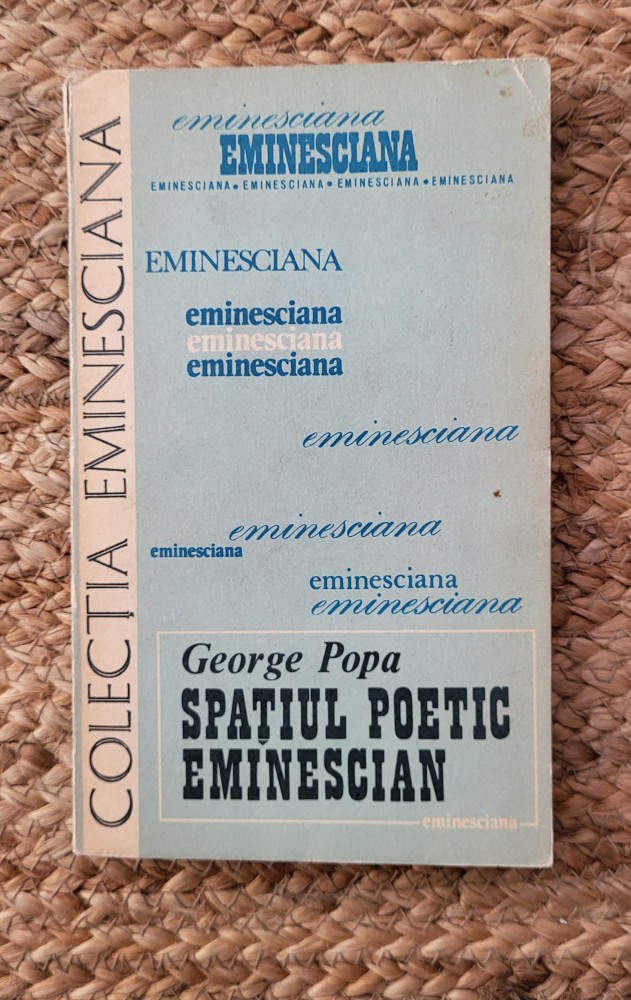 COLECȚIA EMINESCIANA
eminesciana
EMINESCIANA
EMINESCIANA • EMINESCIANA • EMINESCIANA • EMINESCIANA
EMINESCIANA
eminesciana
eminesciana
eminesciana
eminesciana
eminesciana
eminesciana
eminesciana
eminesciana
George Popa
SPAȚIUL POETIC
EMINESCIAN
eminesciana